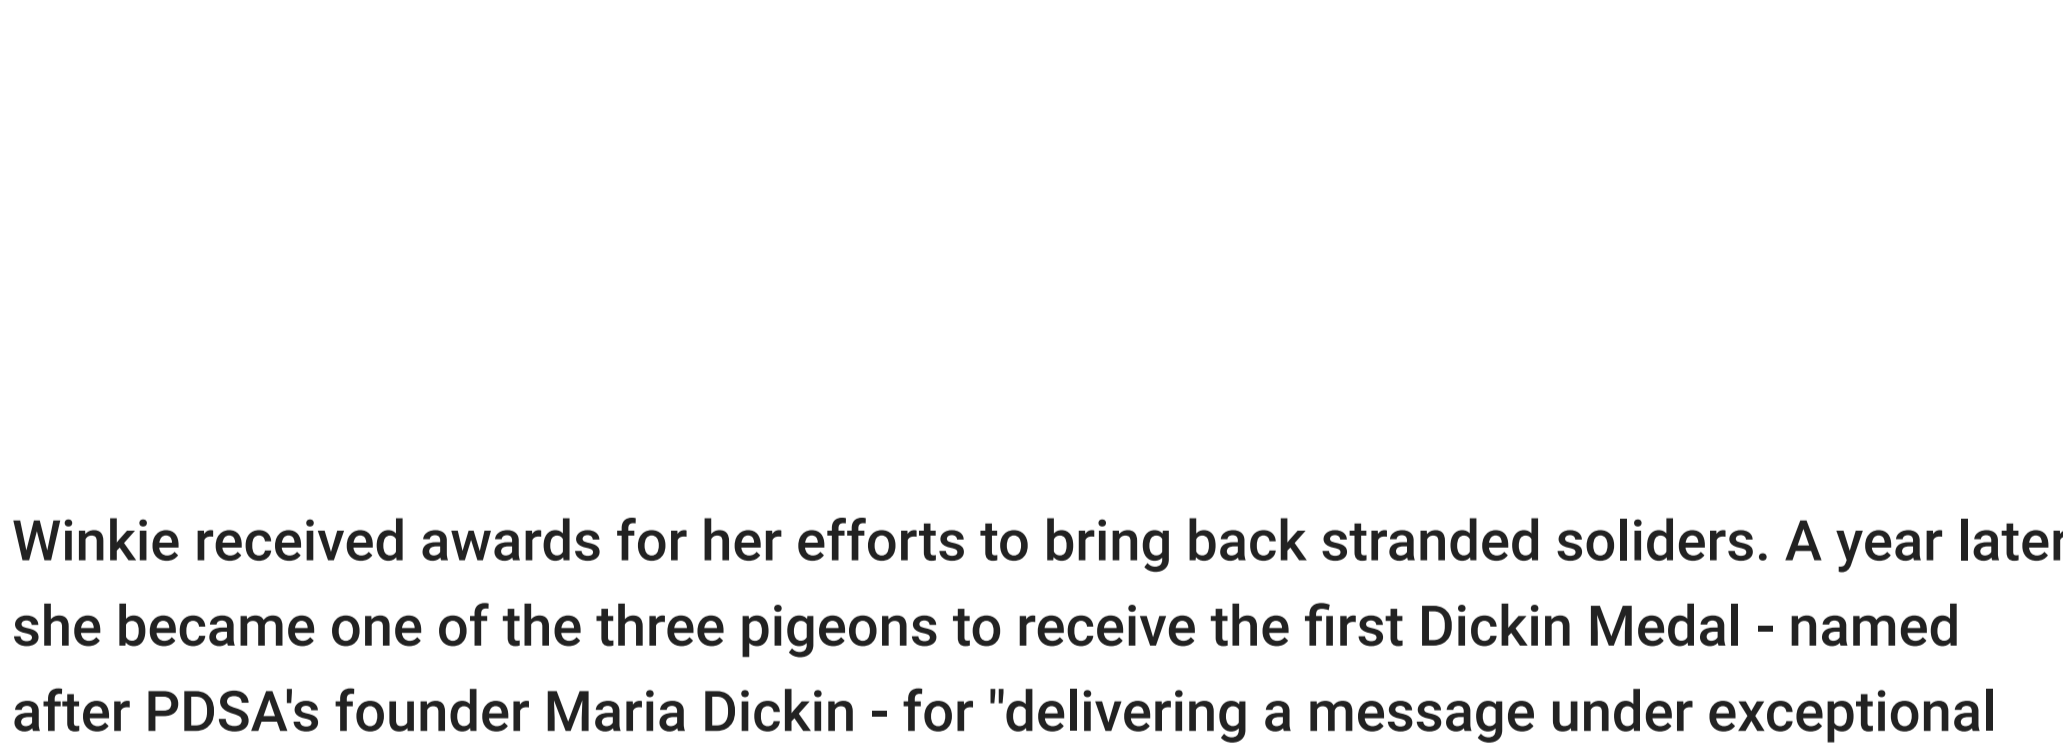 Winkie received awards for her efforts to bring back stranded soliders. A year later
she became one of the three pigeons to receive the first Dickin Medal - named
after PDSA's founder Maria Dickin - for "delivering a message under exceptional